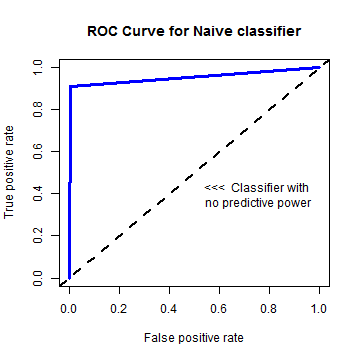 ROC Curve for Naive classifier
True positive rate
1.0
0.8
0.6
0.4
0.2
0.0
<<< Classifier with
no predictive power
0.0 0.2 0.4 0.6 0.8 1.0
False positive rate